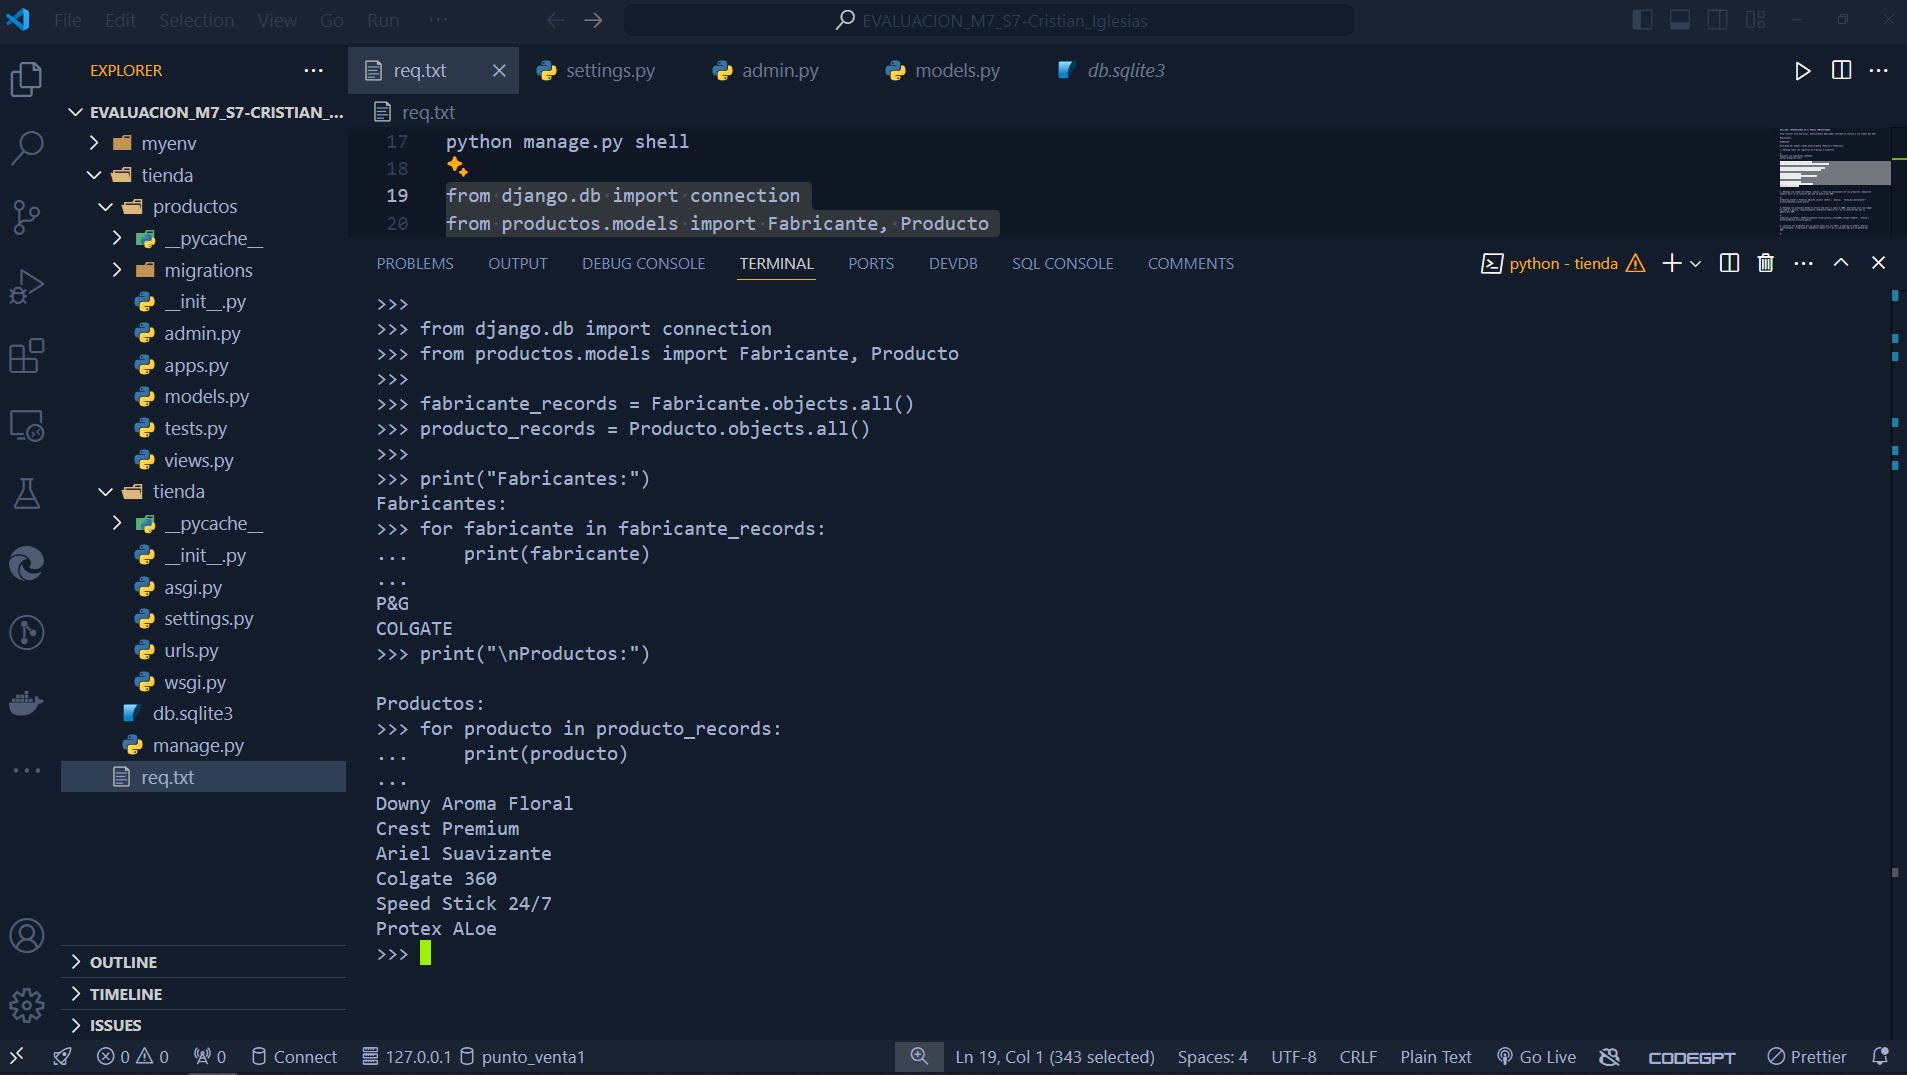 File Edit Selection View Go Run ...
EVALUACION_M7_S7-Cristian_Iglesias
EXPLORER
EVALUACION_M7_S7-CRISTIAN_...
myenv
tienda
productos
__pycache__
migrations
__init__.py
admin.py
apps.py
models.py
tests.py
views.py
tienda
__pycache__
__init__.py
asgi.py
settings.py
urls.py
wsgi.py
db.sqlite3
manage.py
req.txt
OUTLINE
TIMELINE
ISSUES
req.txt settings.py admin.py models.py db.sqlite3
req.txt
17 python manage.py shell
18
19 from django.db import connection
20 from productos.models import Fabricante, Producto
PROBLEMS OUTPUT DEBUG CONSOLE TERMINAL PORTS DEVDB SQL CONSOLE COMMENTS
python - tienda
>>>
>>> from django.db import connection
>>> from productos.models import Fabricante, Producto
>>>
>>> fabricante_records = Fabricante.objects.all()
>>> producto_records = Producto.objects.all()
>>>
>>> print("Fabricantes:")
Fabricantes:
>>> for fabricante in fabricante_records:
...     print(fabricante)
...
P&G
COLGATE
>>> print("\nProductos:")
Productos:
>>> for producto in producto_records:
...     print(producto)
...
Downy Aroma Floral
Crest Premium
Ariel Suavizante
Colgate 360
Speed Stick 24/7
Protex ALoe
>>>
0 0 0 Connect 127.0.0.1 punto_venta1 Ln 19, Col 1 (343 selected) Spaces: 4 UTF-8 CRLF Plain Text Go Live CODEGPT Prettier